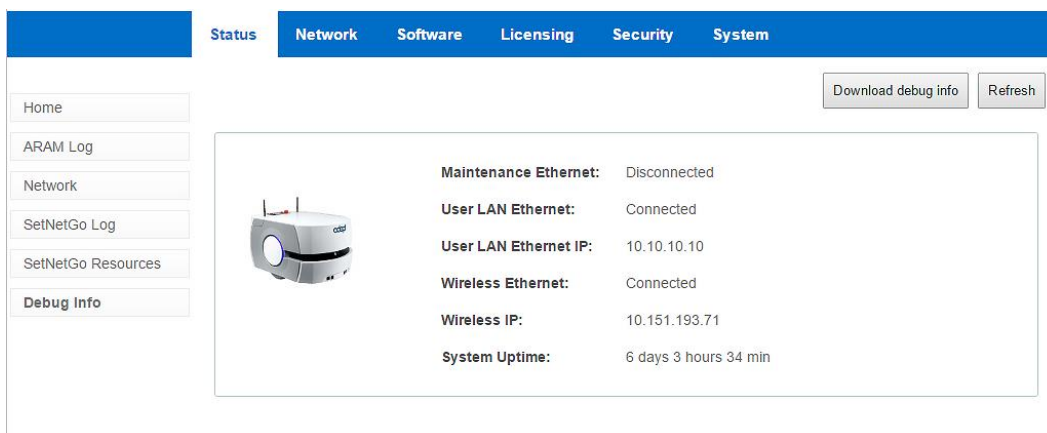 Status Network Software Licensing Security System
Download debug info Refresh
Home
ARAM Log
Network
SetNetGo Log
SetNetGo Resources
Debug Info
adept
Maintenance Ethernet: Disconnected
User LAN Ethernet: Connected
User LAN Ethernet IP: 10.10.10.10
Wireless Ethernet: Connected
Wireless IP: 10.151.193.71
System Uptime: 6 days 3 hours 34 min